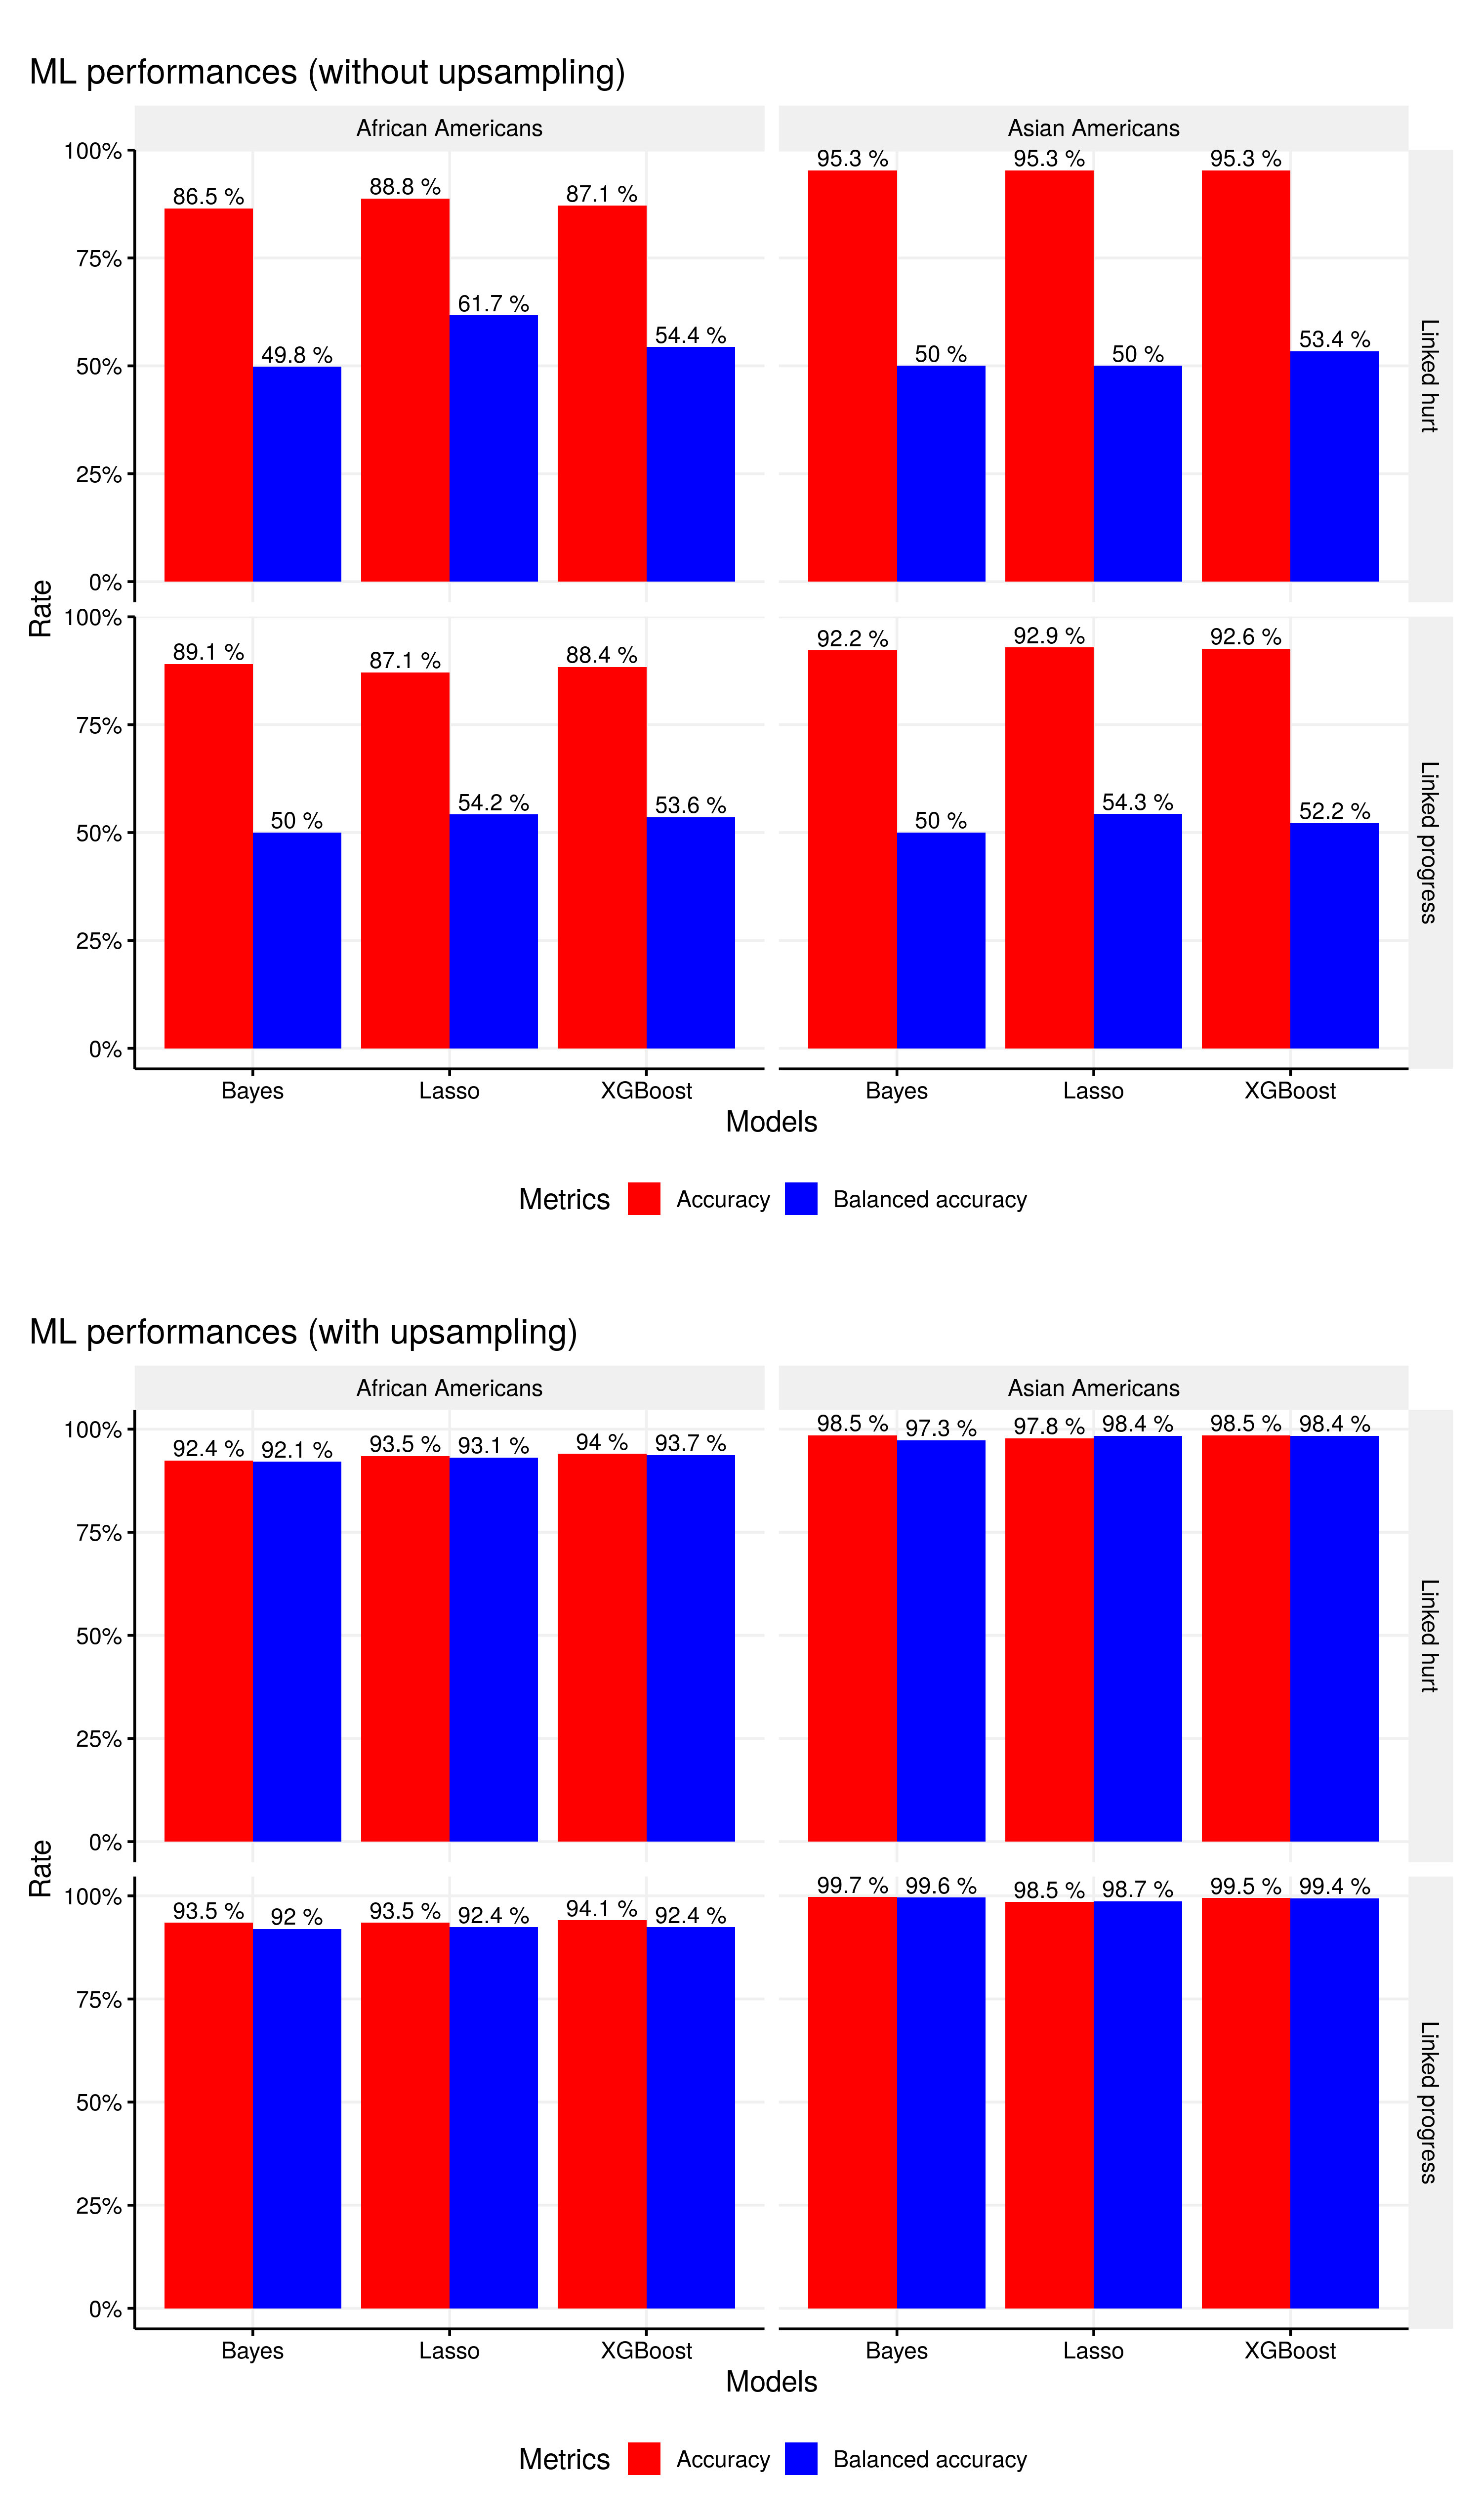 ML performances (without upsampling)
African Americans
Asian Americans
100%
75%
50%
25%
0%
86.5 % 49.8 % 88.8 % 61.7 % 87.1 % 54.4 %
95.3 % 50 % 95.3 % 50 % 95.3 % 53.4 %
Linked hurt
Rate
100%
75%
50%
25%
0%
89.1 % 50 % 87.1 % 54.2 % 88.4 % 53.6 %
92.2 % 50 % 92.9 % 54.3 % 92.6 % 52.2 %
Linked progress
Bayes Lasso XGBoost
Bayes Lasso XGBoost
Models
Metrics Accuracy Balanced accuracy
ML performances (with upsampling)
African Americans
Asian Americans
100%
75%
50%
25%
0%
92.4 % 92.1 % 93.5 % 93.1 % 94 % 93.7 %
98.5 % 97.3 % 97.8 % 98.4 % 98.5 % 98.4 %
Linked hurt
Rate
100%
75%
50%
25%
0%
93.5 % 92 % 93.5 % 92.4 % 94.1 % 92.4 %
99.7 % 99.6 % 98.5 % 98.7 % 99.5 % 99.4 %
Linked progress
Bayes Lasso XGBoost
Bayes Lasso XGBoost
Models
Metrics Accuracy Balanced accuracy